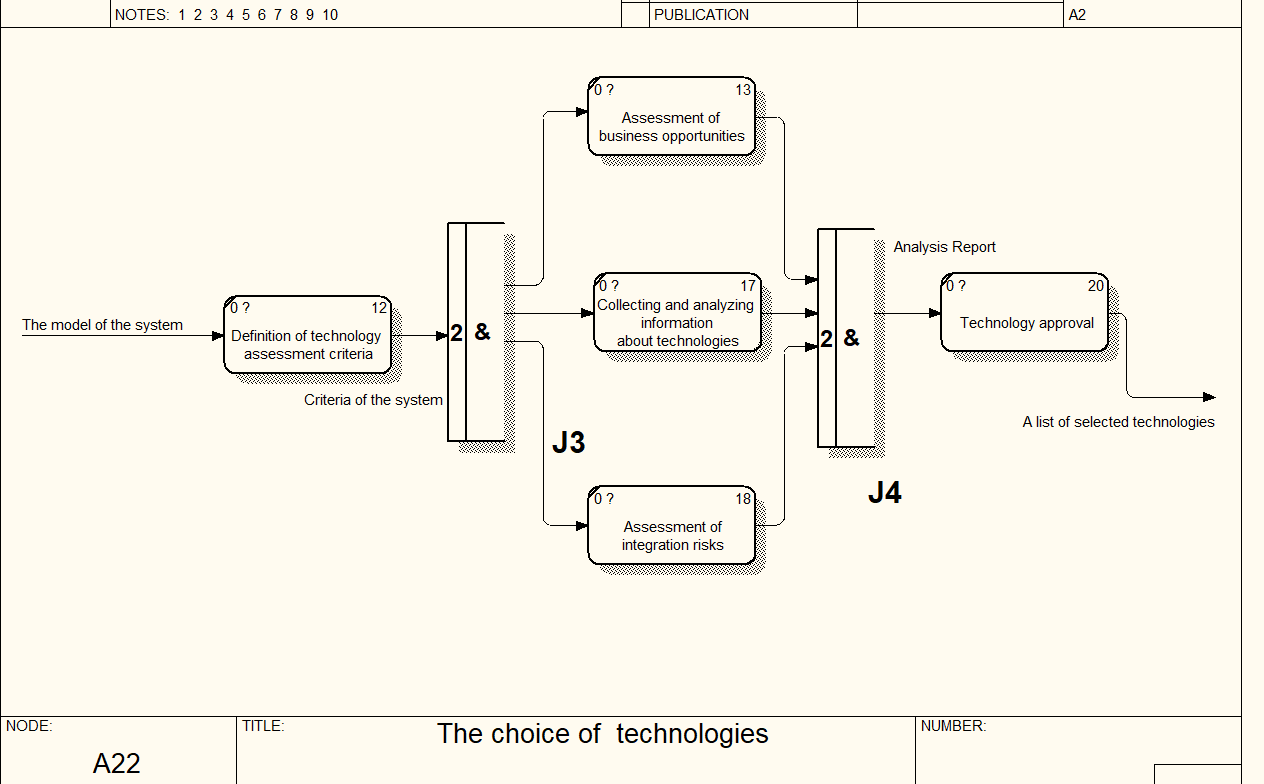 NOTES: 1 2 3 4 5 6 7 8 9 10
PUBLICATION
A2
0 ?
13
Assessment of
business opportunities
The model of the system
0 ?
12
Definition of technology
assessment criteria
Criteria of the system
2 &
J3
0 ?
17
Collecting and analyzing
information
about technologies
0 ?
18
Assessment of
integration risks
2 &
J4
Analysis Report
0 ?
20
Technology approval
A list of selected technologies
NODE:
A22
TITLE:
The choice of  technologies
NUMBER: